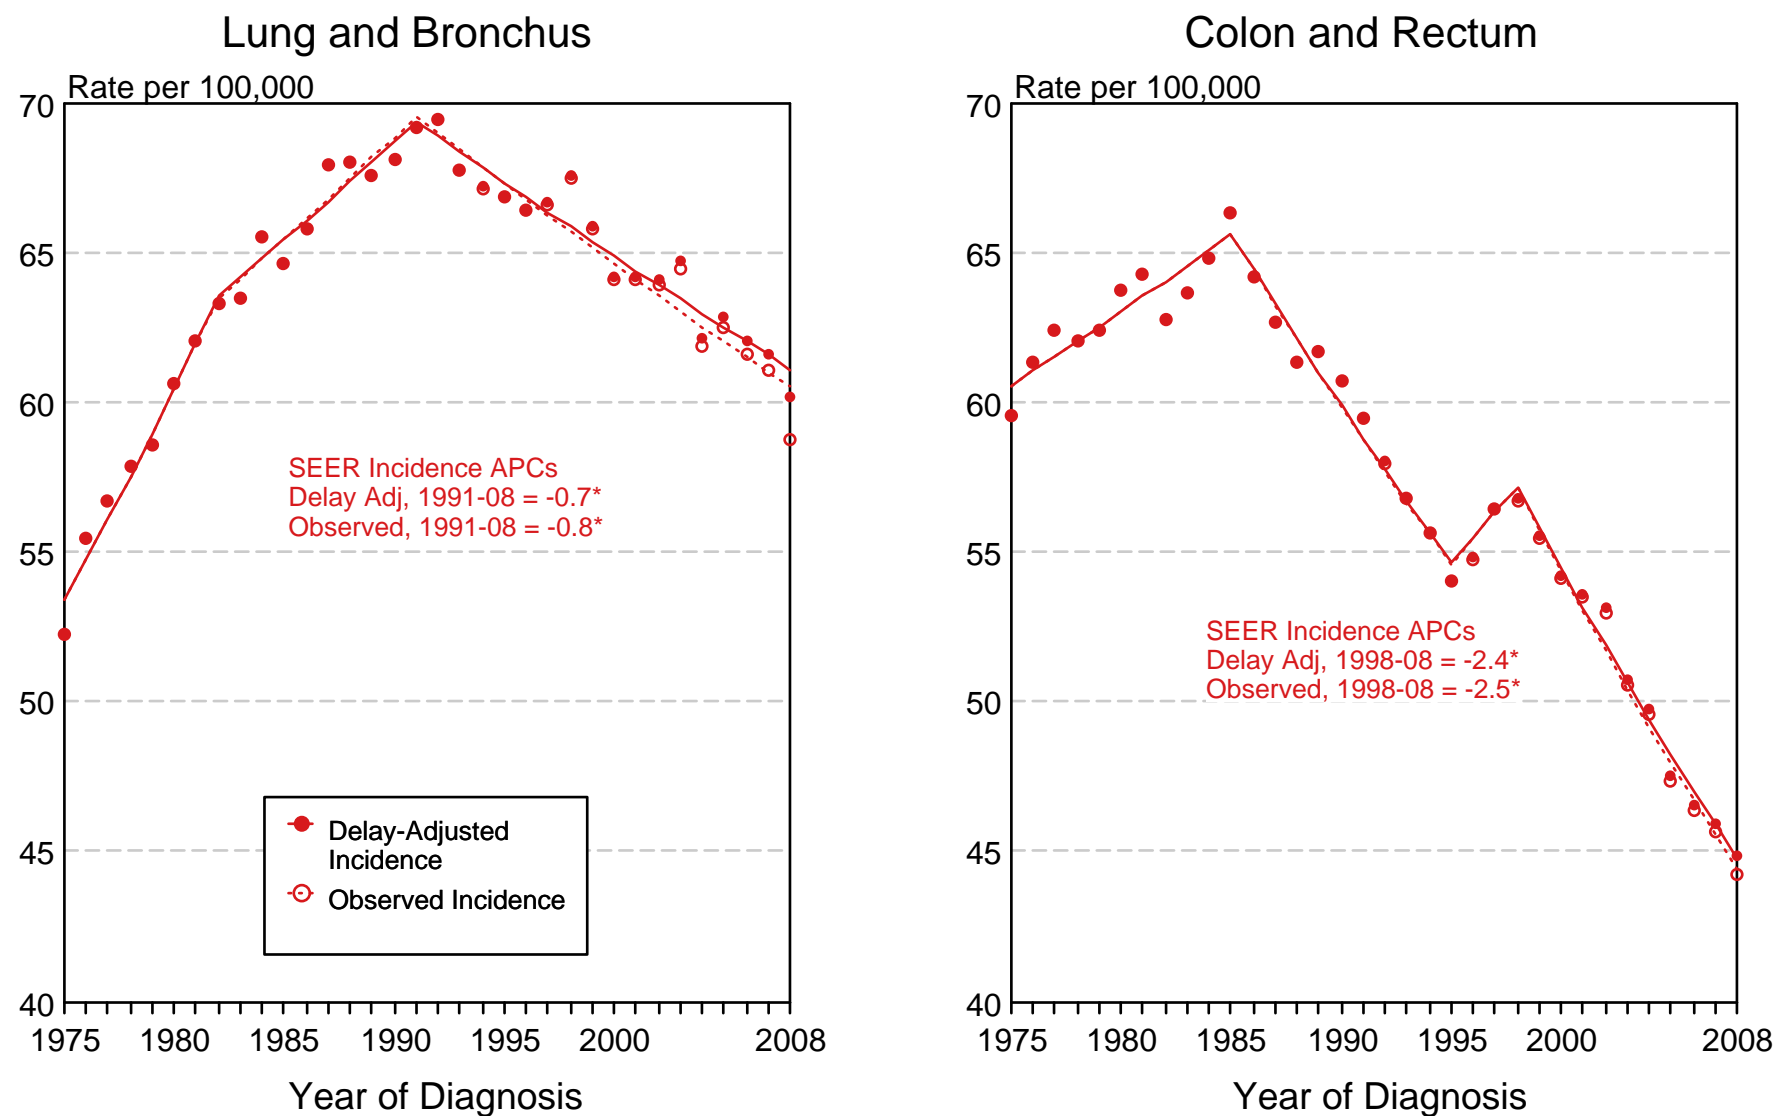 Lung and Bronchus
Rate per 100,000
70
65
60
55
50
45
40
SEER Incidence APCs
Delay Adj, 1991-08 = -0.7*
Observed, 1991-08 = -0.8*
Delay-Adjusted
Incidence
Observed Incidence
1975 1980 1985 1990 1995 2000 2008
Year of Diagnosis
Colon and Rectum
Rate per 100,000
70
65
60
55
50
45
40
SEER Incidence APCs
Delay Adj, 1998-08 = -2.4*
Observed, 1998-08 = -2.5*
1975 1980 1985 1990 1995 2000 2008
Year of Diagnosis